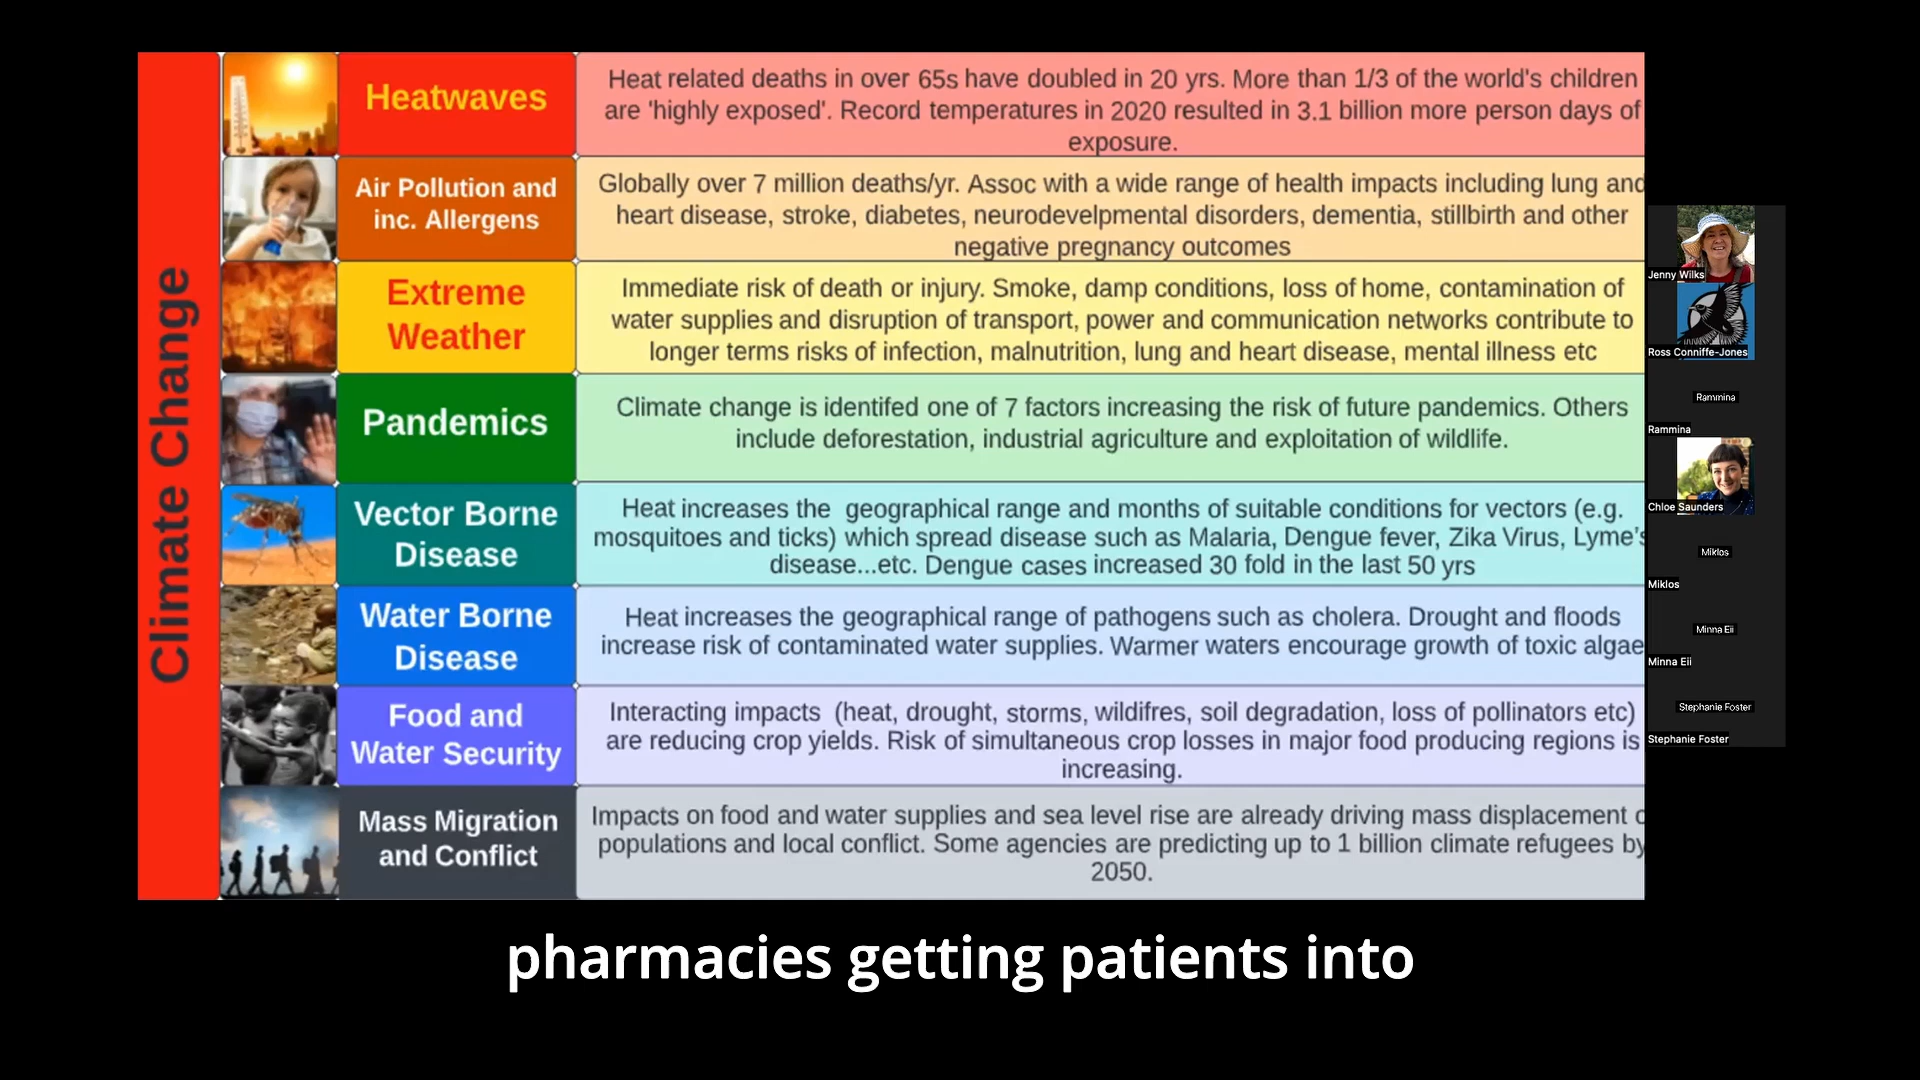 Climate Change
Heatwaves
Heat related deaths in over 65s have doubled in 20 yrs. More than 1/3 of the world's children
are 'highly exposed'. Record temperatures in 2020 resulted in 3.1 billion more person days of
exposure.
Air Pollution and
inc. Allergens
Globally over 7 million deaths/yr. Assoc with a wide range of health impacts including lung and
heart disease, stroke, diabetes, neurodevelpmental disorders, dementia, stillbirth and other
negative pregnancy outcomes
Extreme
Weather
Immediate risk of death or injury. Smoke, damp conditions, loss of home, contamination of
water supplies and disruption of transport, power and communication networks contribute to
longer terms risks of infection, malnutrition, lung and heart disease, mental illness etc
Pandemics
Climate change is identifed one of 7 factors increasing the risk of future pandemics. Others
include deforestation, industrial agriculture and exploitation of wildlife.
Vector Borne
Disease
Heat increases the geographical range and months of suitable conditions for vectors (e.g.
mosquitoes and ticks) which spread disease such as Malaria, Dengue fever, Zika Virus, Lyme's
disease...etc. Dengue cases increased 30 fold in the last 50 yrs
Water Borne
Disease
Heat increases the geographical range of pathogens such as cholera. Drought and floods
increase risk of contaminated water supplies. Warmer waters encourage growth of toxic algae
Food and
Water Security
Interacting impacts (heat, drought, storms, wildifres, soil degradation, loss of pollinators etc)
are reducing crop yields. Risk of simultaneous crop losses in major food producing regions is
increasing.
Mass Migration
and Conflict
Impacts on food and water supplies and sea level rise are already driving mass displacement
populations and local conflict. Some agencies are predicting up to 1 billion climate refugees by
2050.
Jenny Wilks
Ross Conniffe-Jones
Rammina
Rammina
Chloe Saunders
Miklos
Miklos
Minna Eii
Minna Eii
Stephanie Foster
Stephanie Foster
pharmacies getting patients into